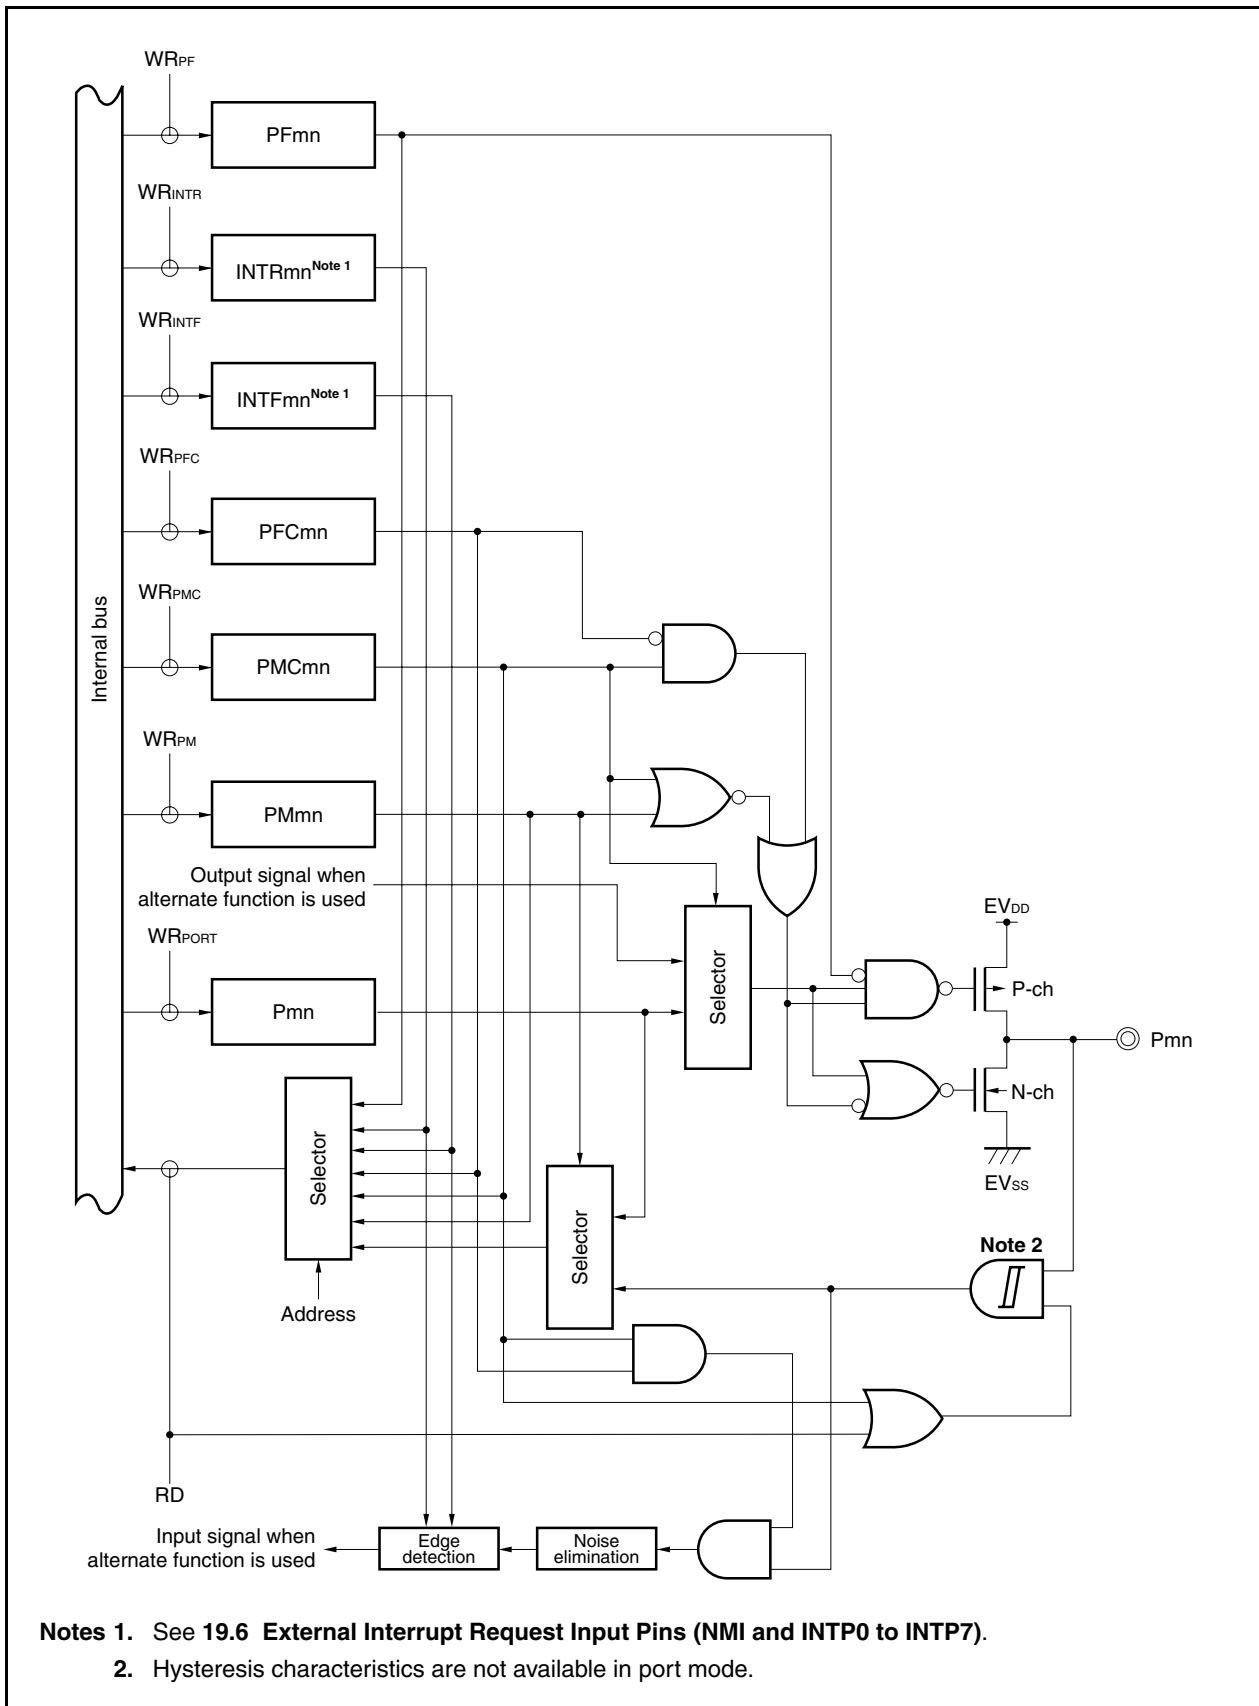 WRPF
PFmn
WRINTR
INTRmnNote 1
WRINTF
INTFmnNote 1
WRPFC
PFCmn
WRPMC
PMCmn
Internal bus
WRPM
PMmn
Output signal when
alternate function is used
WRPORT
Pmn
Selector
EVDD
P-ch
Pmn
N-ch
EVSS
Selector
Selector
Note 2
Address
RD
Input signal when
alternate function is used
Edge
detection
Noise
elimination
Notes 1. See 19.6 External Interrupt Request Input Pins (NMI and INTP0 to INTP7).
2. Hysteresis characteristics are not available in port mode.